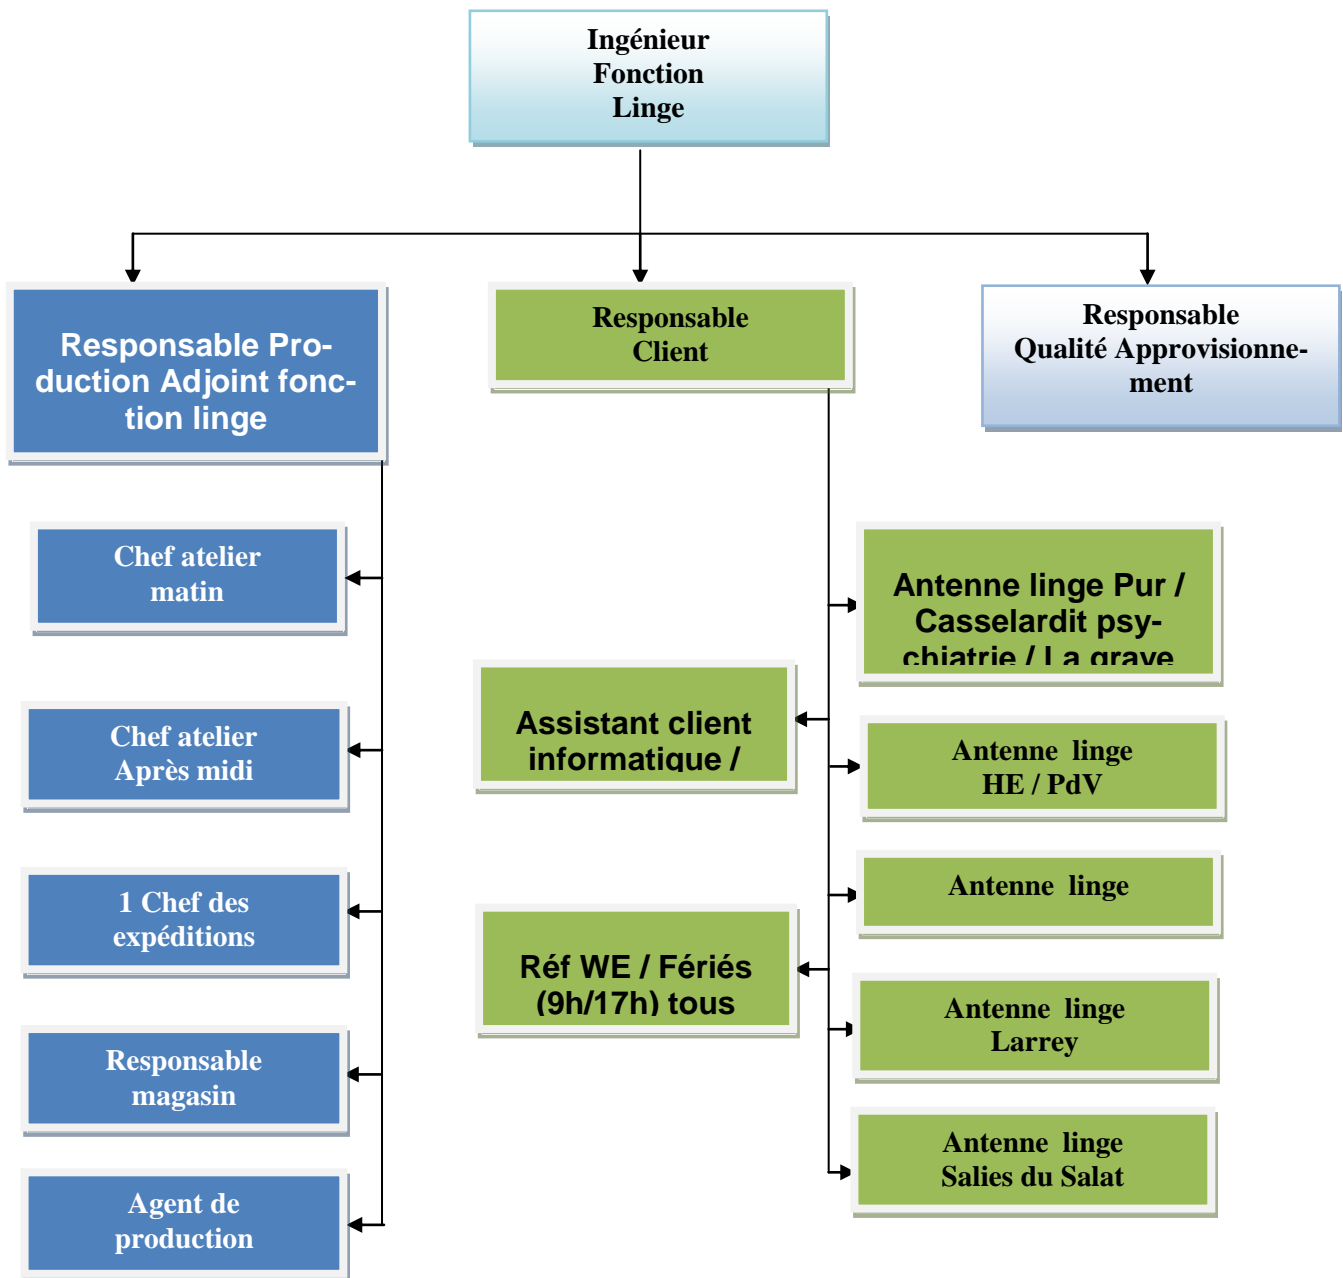 Ingénieur
Fonction
Linge
Responsable Pro-
duction Adjoint fonc-
tion linge
Responsable
Client
Responsable
Qualité Approvisionne-
ment
Chef atelier
matin
Chef atelier
Après midi
1 Chef des
expéditions
Responsable
magasin
Agent de
production
Assistant client
informatique /
Réf WE / Fériés
(9h/17h) tous
Antenne linge Pur /
Casselardit psy-
chiatrie / La grave
Antenne linge
HE / PdV
Antenne linge
Antenne linge
Larrey
Antenne linge
Salies du Salat